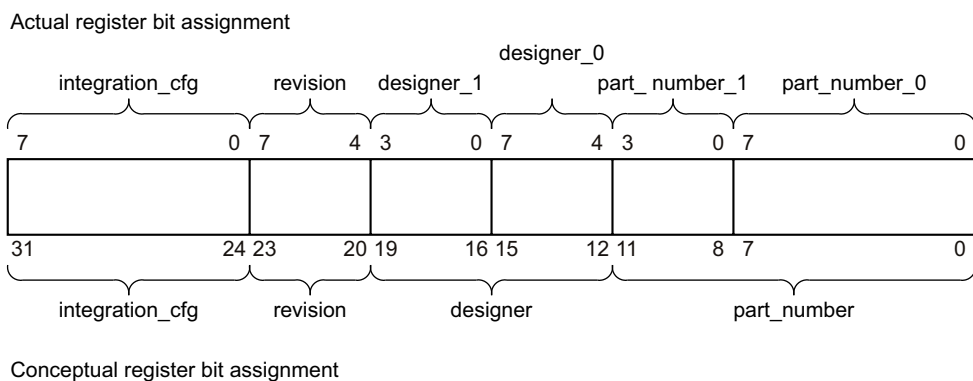 Actual register bit assignment
designer_0
integration_cfg revision designer_1 part_ number_1 part_number_0
7 0 7 4 3 0 7 4 3 0 7 0
31 24 23 20 19 16 15 12 11 8 7 0
integration_cfg revision designer part_number
Conceptual register bit assignment